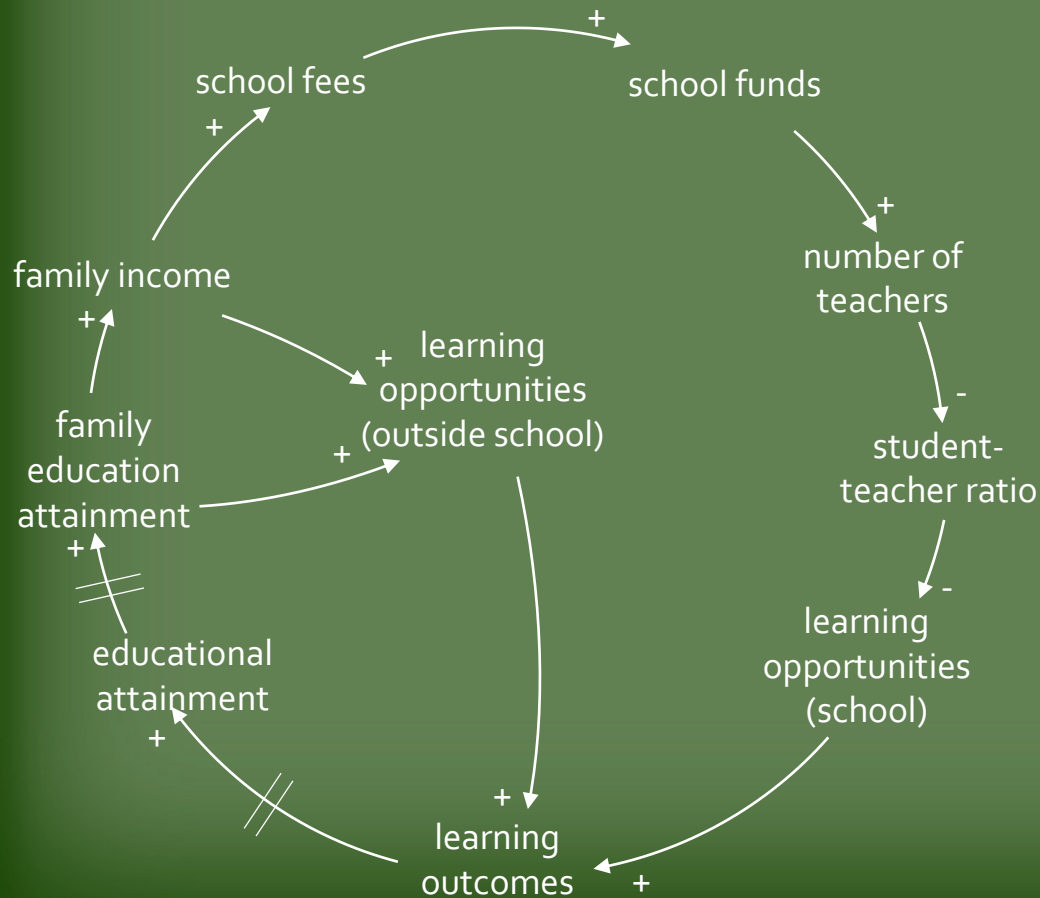 +
school fees
school funds
+
+
family income
number of
teachers
+
+
learning
opportunities
(outside school)
-
family
education
attainment
+
student-
teacher ratio
+
-
learning
opportunities
(school)
educational
attainment
+
+
learning
outcomes
+